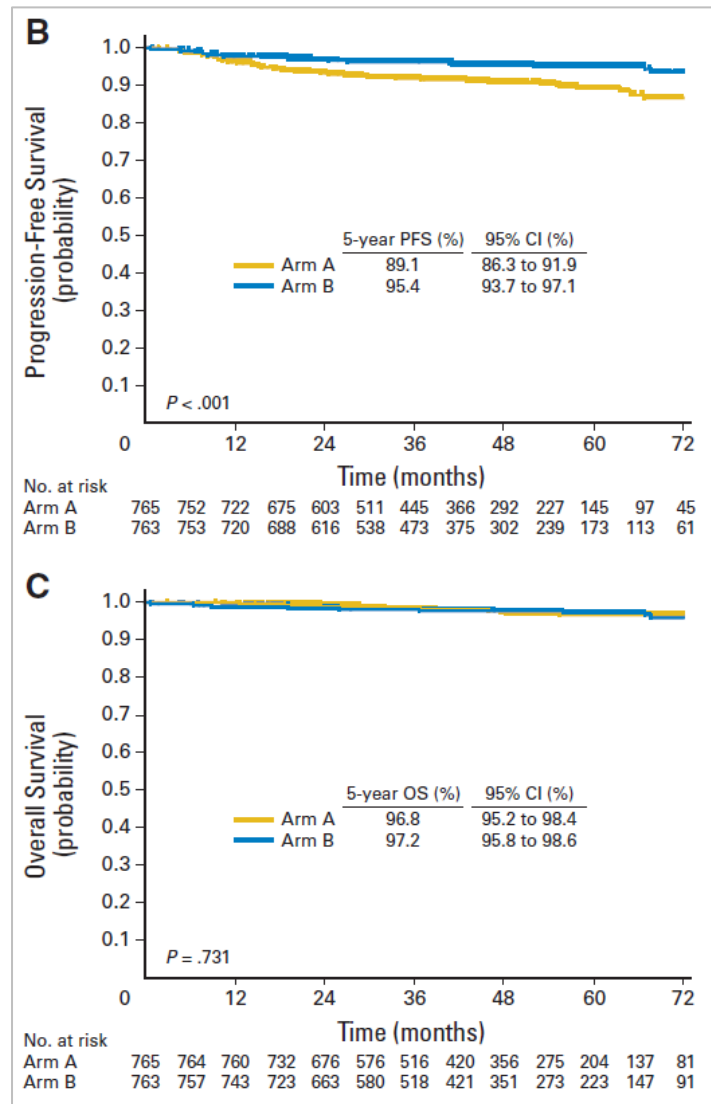 B
1.0
0.9
0.8
0.7
0.6
0.5
0.4
0.3
0.2
0.1
Progression-Free Survival
(probability)
5-year PFS (%) 95% CI (%)
Arm A 89.1 86.3 to 91.9
Arm B 95.4 93.7 to 97.1
P < .001
0 12 24 36 48 60 72
Time (months)
No. at risk
Arm A 765 752 722 675 603 511 445 366 292 227 145 97 45
Arm B 763 753 720 688 616 538 473 375 302 239 173 113 61
C
1.0
0.9
0.8
0.7
0.6
0.5
0.4
0.3
0.2
0.1
Overall Survival
(probability)
5-year OS (%) 95% CI (%)
Arm A 96.8 95.2 to 98.4
Arm B 97.2 95.8 to 98.6
P = .731
0 12 24 36 48 60 72
Time (months)
No. at risk
Arm A 765 764 760 732 676 576 516 420 356 275 204 137 81
Arm B 763 757 743 723 663 580 518 421 351 273 223 147 91